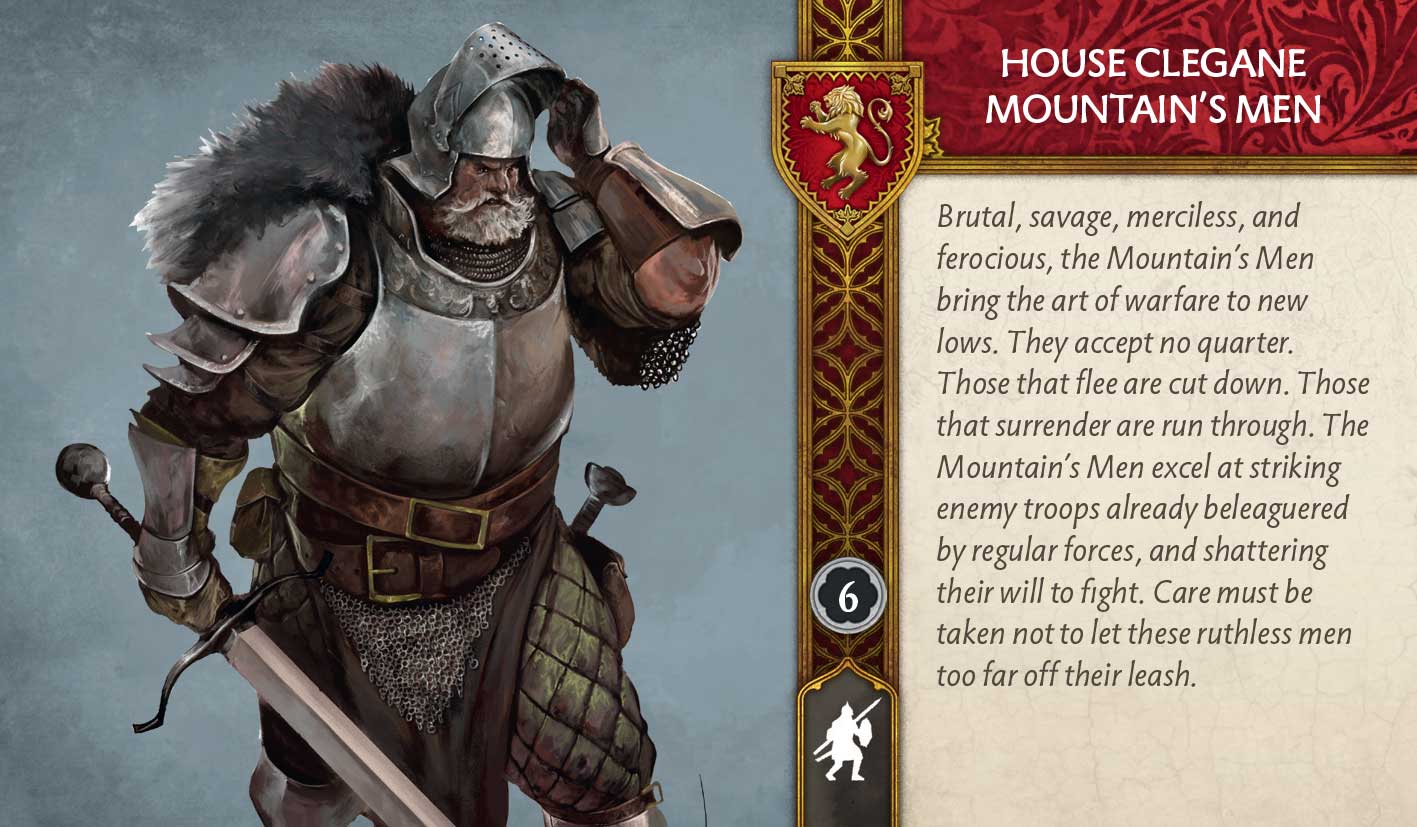 HOUSE CLEGANE
MOUNTAIN'S MEN
Brutal, savage, merciless, and
ferocious, the Mountain's Men
bring the art of warfare to new
lows. They accept no quarter.
Those that flee are cut down. Those
that surrender are run through. The
Mountain's Men excel at striking
enemy troops already beleaguered
by regular forces, and shattering
their will to fight. Care must be
taken not to let these ruthless men
too far off their leash.
6